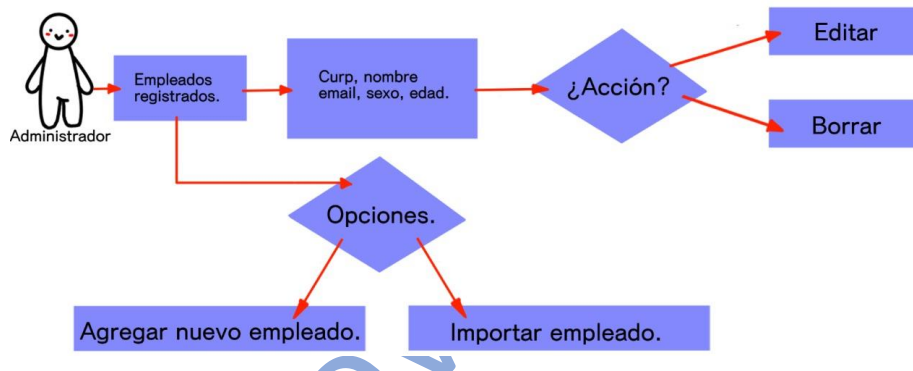 Administrador
Empleados
registrados.
Curp, nombre
email, sexo, edad.
¿Acción?
Editar
Borrar
Opciones.
Agregar nuevo empleado.
Importar empleado.